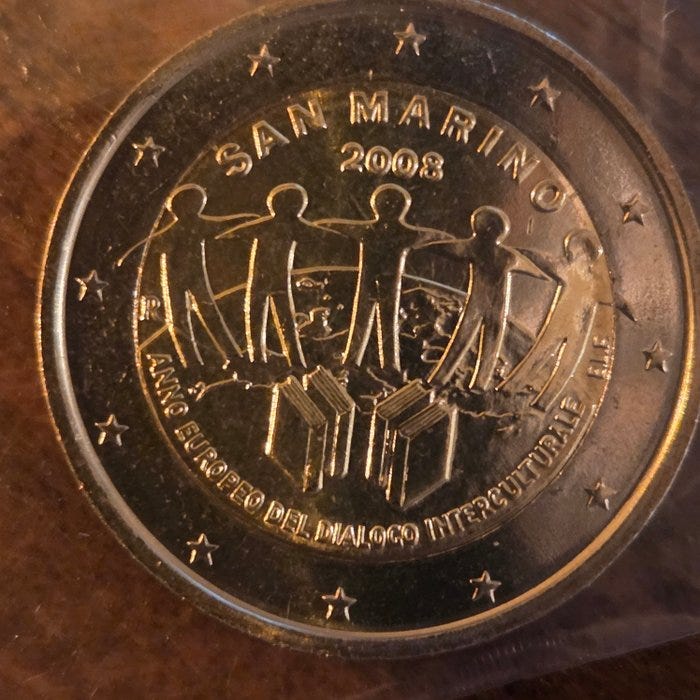 SAN MARINO
2008
R
ANNO EUROPEO DEL DIALOGO INTERCULTURALE
E.L.F.